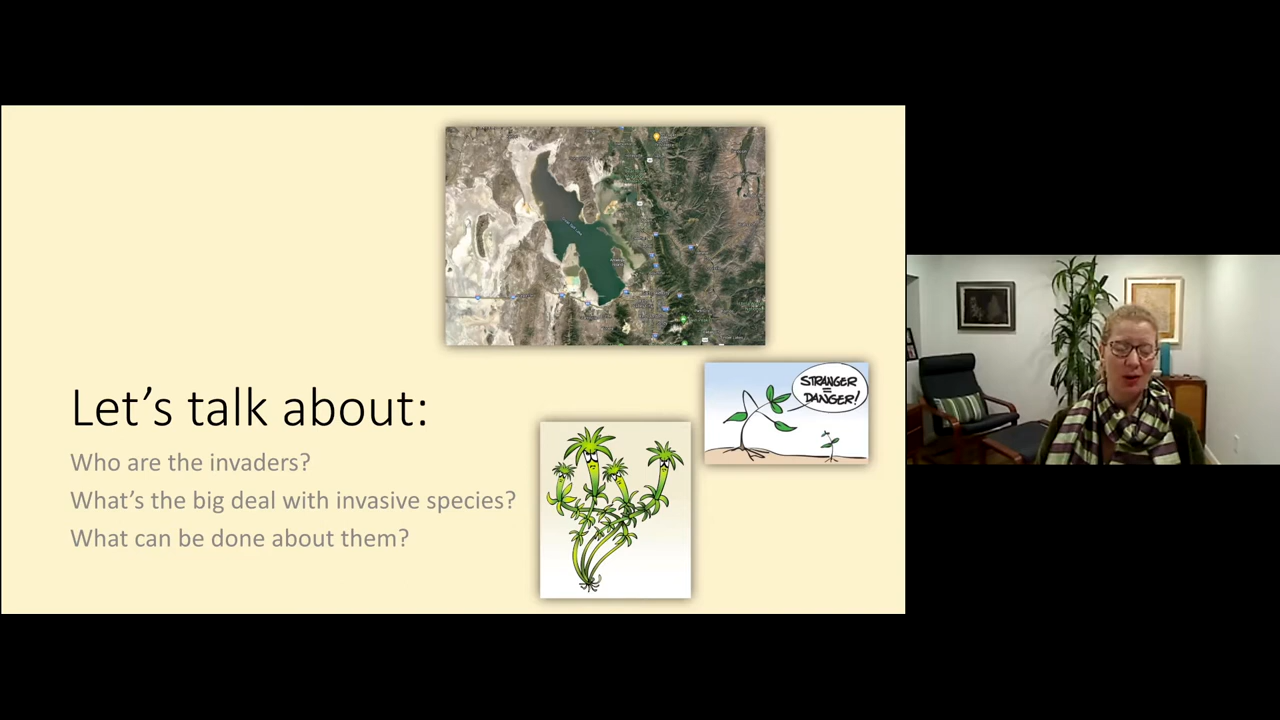 STRANGER
=
DANGER!
Let's talk about:
Who are the invaders?
What's the big deal with invasive species?
What can be done about them?